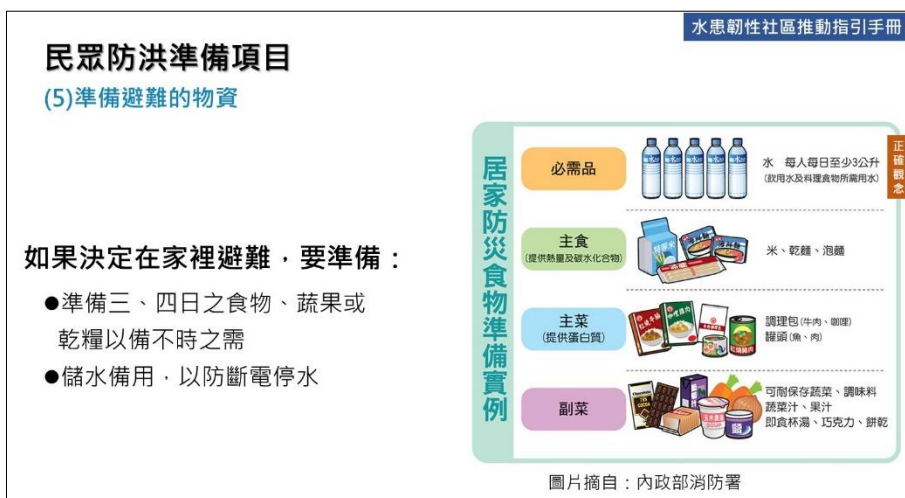 水患韌性社區推動指引手冊
民眾防洪準備項目
(5)準備避難的物資
如果決定在家裡避難，要準備：
●準備三、四日之食物、蔬果或
乾糧以備不時之需
●儲水備用，以防斷電停水
居家防災食物準備實例
正確觀念
必需品
水 每人每日至少3公升
(飲用水及料理食物所需用水)
主食
(提供熱量及碳水化合物)
米、乾麵、泡麵
主菜
(提供蛋白質)
調理包(牛肉、咖哩)
罐頭(魚、肉)
副菜
可耐保存蔬菜、調味料
蔬菜汁、果汁
即食杯湯、巧克力、餅乾
Chocolate
鹽
圖片摘自：內政部消防署